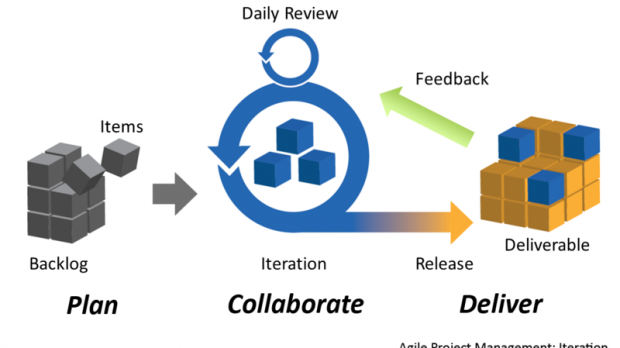 Daily Review
Feedback
Items
Deliverable
Backlog
Iteration
Release
Plan
Collaborate
Deliver
Agile Project Management: Iteration